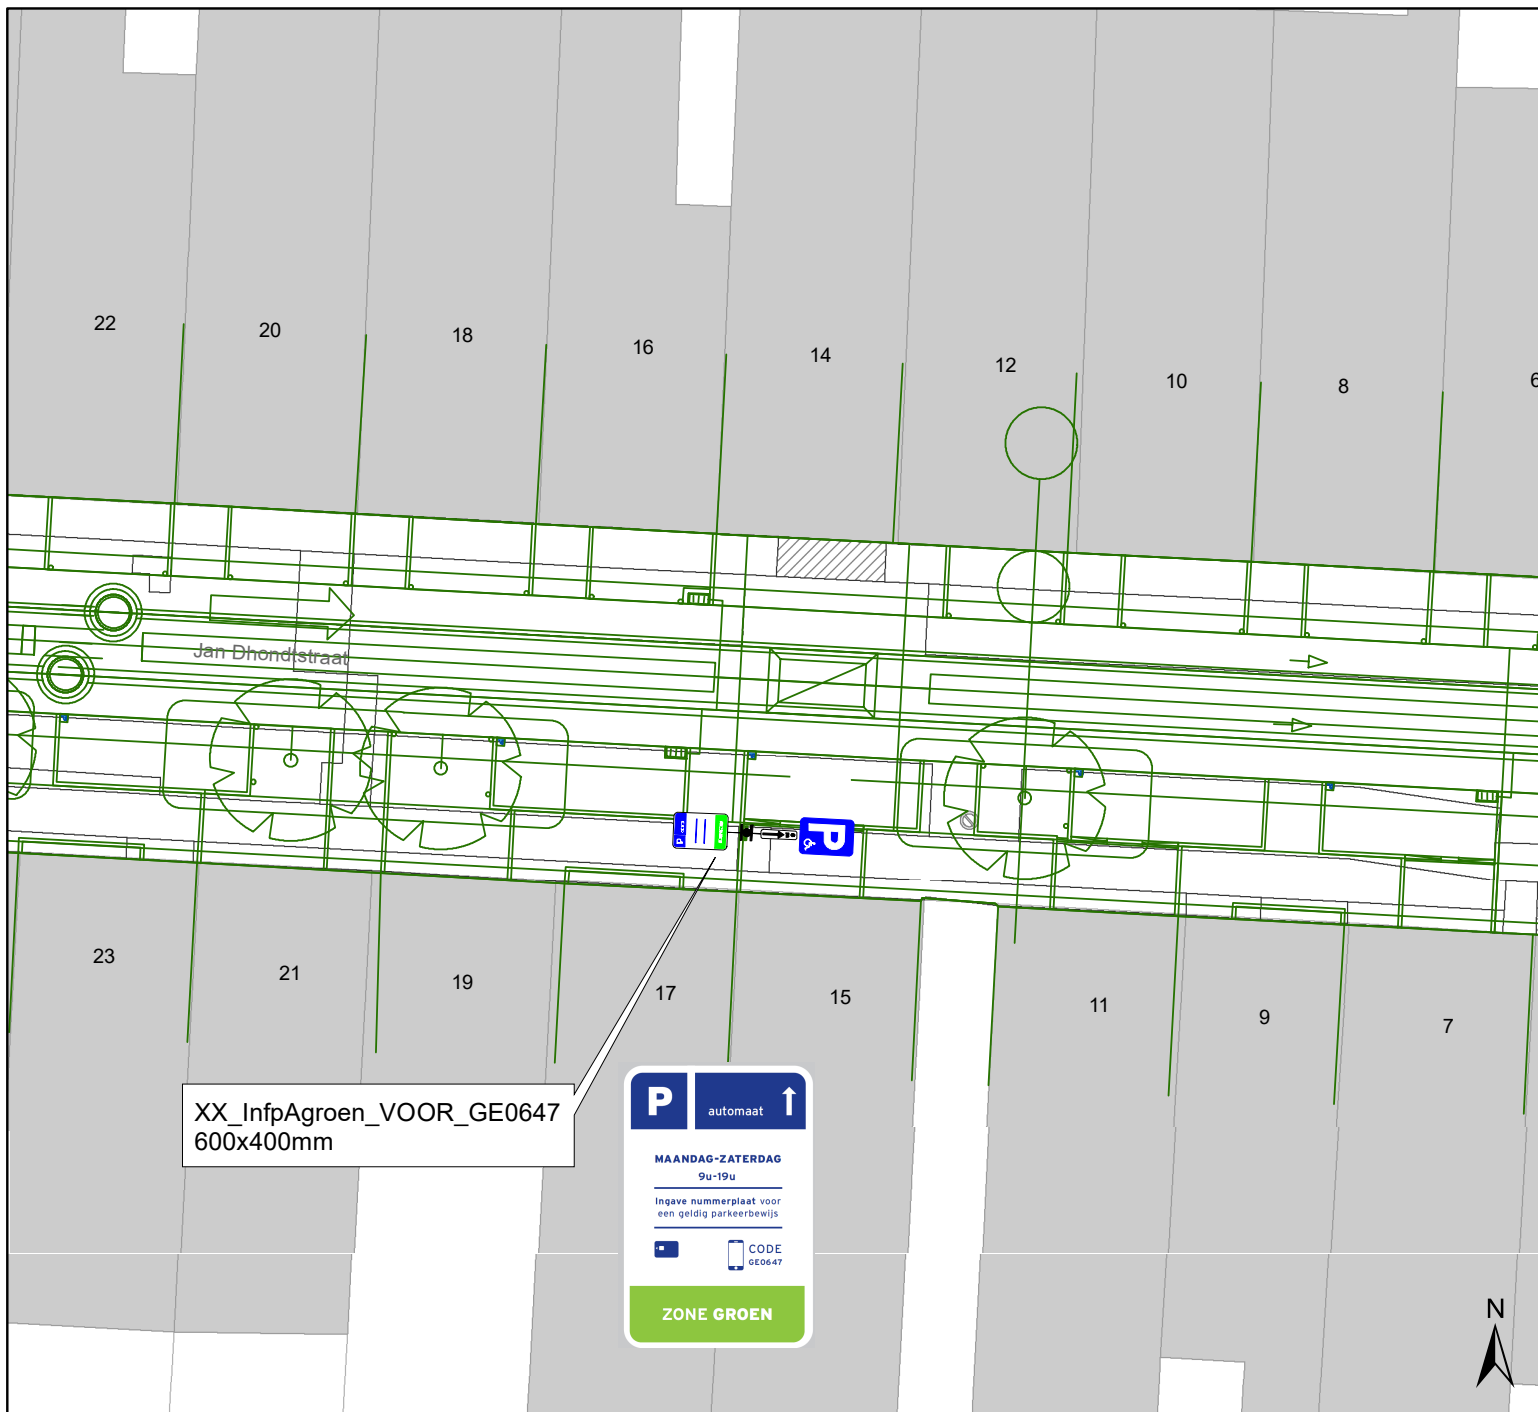 22
20
18
16
14
12
10
8
6
Jan Dhondtstraat
P
P
23
21
19
17
15
11
9
7
XX_InfpAgroen_VOOR_GE0647
600x400mm
P
automaat
MAANDAG-ZATERDAG
9u-19u
Ingave nummerplaat voor
een geldig parkeerbewijs
CODE
GE0647
ZONE GROEN
N